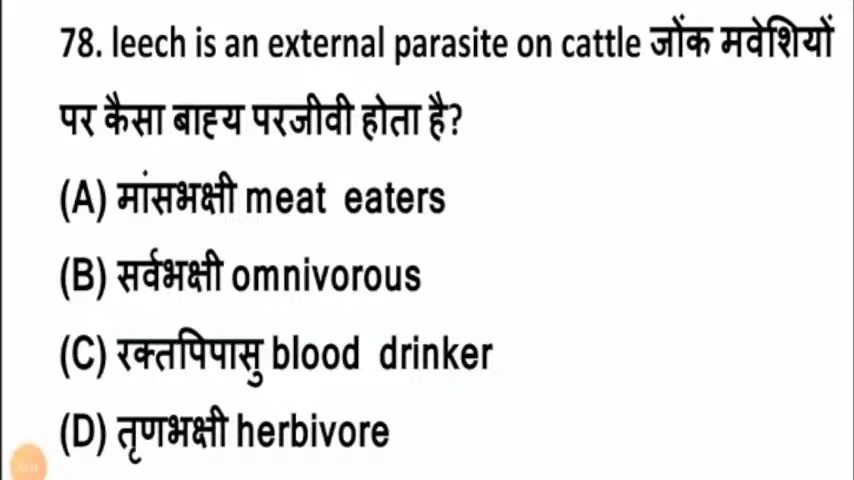 78. leech is an external parasite on cattle जोंक मवेशियों
पर कैसा बाह्य परजीवी होता है?
(A) मांसभक्षी meat eaters
(B) सर्वभक्षी omnivorous
(C) रक्तपिपासु blood drinker
(D) तृणभक्षी herbivore